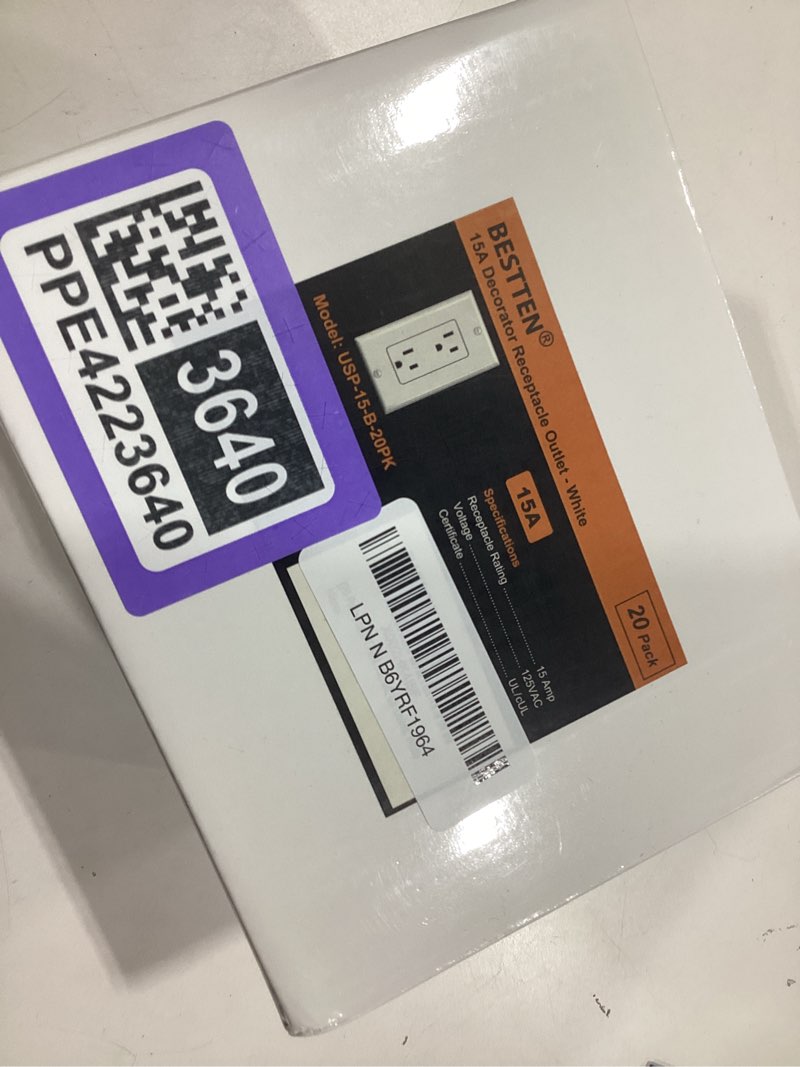 BESTTEN®
15A Decorator Receptacle Outlet - White
20 Pack
15A
Specifications
Receptacle Rating .................... 15 Amp
Voltage .................... 125VAC
Certificate .................... UL/cUL
Model: USP-15-B-20PK
LPN N B6YRF1964
3640
PPE4223640